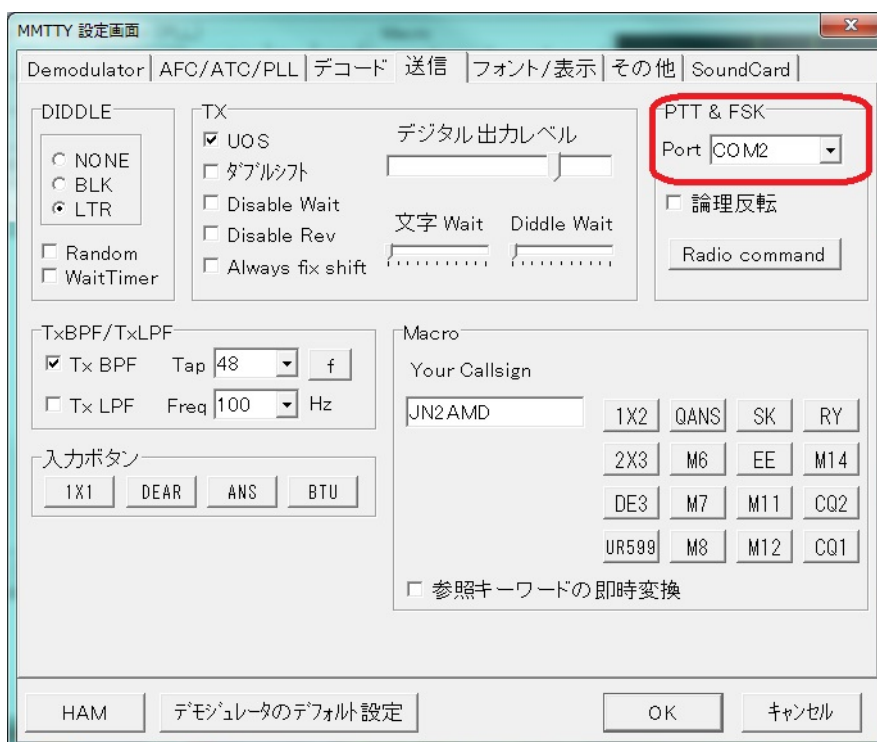 MMTTY 設定画面
Demodulator AFC/ATC/PLL デコード 送信 フォント/表示 その他 SoundCard
DIDDLE
NONE
BLK
LTR
Random
WaitTimer
TX
UOS
ダブルシフト
Disable Wait
Disable Rev
Always fix shift
デジタル出力レベル
文字 Wait Diddle Wait
PTT & FSK
Port COM2
論理反転
Radio command
TxBPF/TxLPF
Tx BPF Tap 48 f
Tx LPF Freq 100 Hz
入力ボタン
1X1 DEAR ANS BTU
Macro
Your Callsign
JN2AMD
1X2 QANS SK RY
2X3 M6 EE M14
DE3 M7 M11 CQ2
UR599 M8 M12 CQ1
参照キーワードの即時変換
HAM デモジュレータのデフォルト設定 OK キャンセル